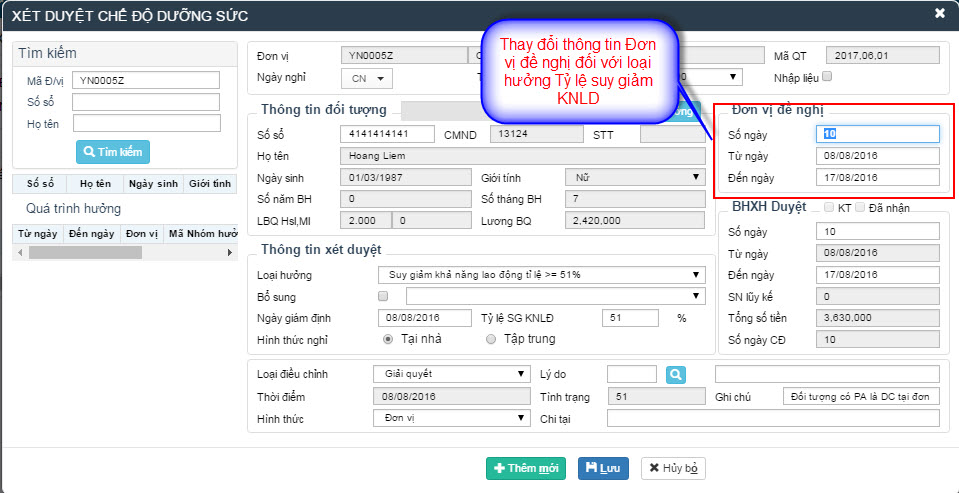 XÉT DUYỆT CHẾ ĐỘ DƯỠNG SỨC
Tìm kiếm
Mã Đ/vị YN0005Z
Số sổ
Họ tên
Tìm kiếm
Số sổ Họ tên Ngày sinh Giới tính
Quá trình hưởng
Từ ngày Đến ngày Đơn vị Mã Nhóm hưở
Đơn vị YN0005Z Mã QT 2017,06,01
Ngày nghỉ CN 0 Nhập liệu
Thay đổi thông tin Đơn
vị đề nghị đối với loại
hưởng Tỷ lệ suy giảm
KNLD
Thông tin đối tượng
Số sổ 4141414141 CMND 13124 STT
Họ tên Hoang Liem
Ngày sinh 01/03/1987 Giới tính Nữ
Số năm BH 0 Số tháng BH 7
LBQ Hsl,Ml 2.000 0 Lương BQ 2,420,000
Đơn vị đề nghị
Số ngày 10
Từ ngày 08/08/2016
Đến ngày 17/08/2016
Thông tin xét duyệt
Loại hưởng Suy giảm khả năng lao động tỉ lệ >= 51%
Bổ sung
Ngày giám định 08/08/2016 Tỷ lệ SG KNLĐ 51 %
Hình thức nghỉ Tại nhà Tập trung
BHXH Duyệt KT Đã nhận
Số ngày 10
Từ ngày 08/08/2016
Đến ngày 17/08/2016
SN lũy kế 0
Tổng số tiền 3,630,000
Số ngày CĐ 10
Loại điều chỉnh Giải quyết Lý do
Thời điểm 08/08/2016 Tình trạng 51 Ghi chú Đối tượng có PA là DC tại đơn
Hình thức Đơn vị Chi tại
Thêm mới Lưu Hủy bỏ